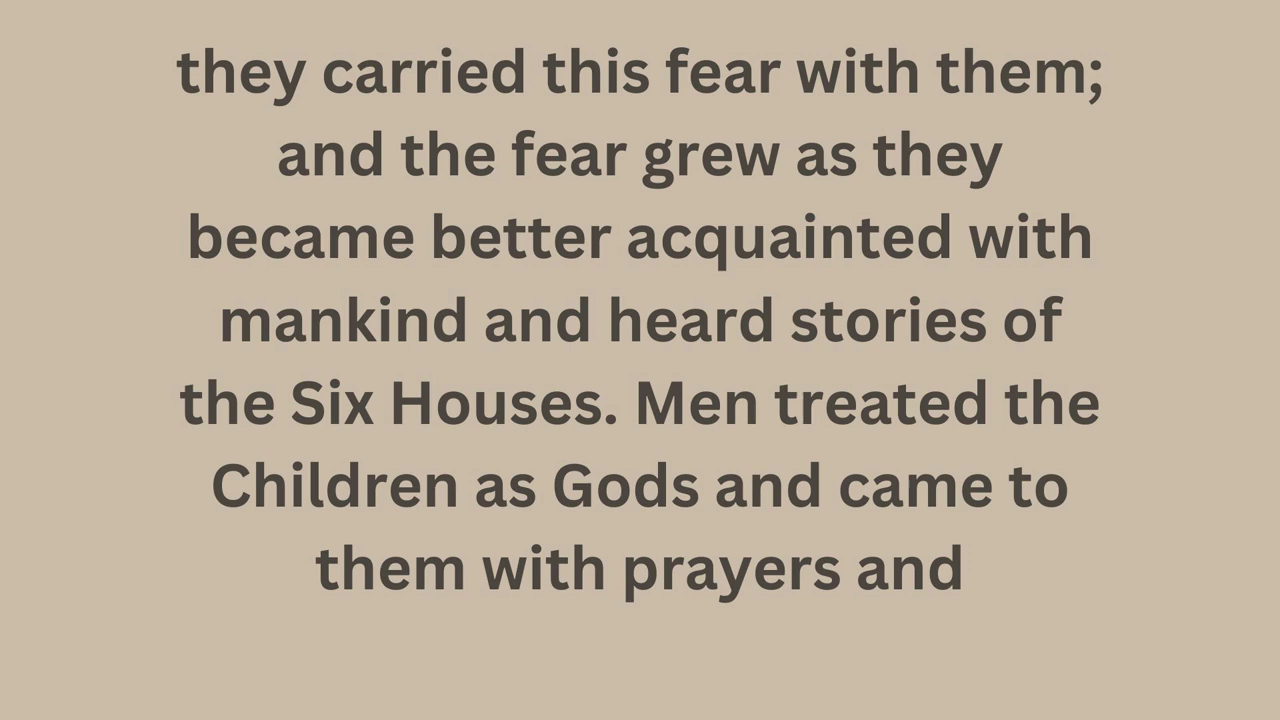 they carried this fear with them;
and the fear grew as they
became better acquainted with
mankind and heard stories of
the Six Houses. Men treated the
Children as Gods and came to
them with prayers and